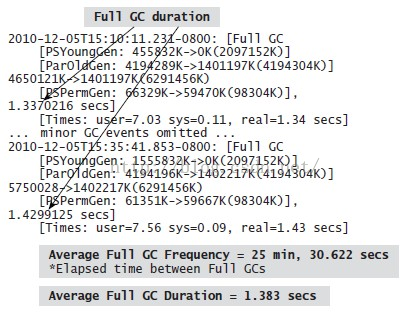 Full GC duration
2010-12-05T15:10:11.231-0800: [Full GC
[PSYoungGen: 455832K->0K(2097152K)]
[ParOldGen: 4194289K->1401197K(4194304K)]
4650121K->1401197K(6291456K)
[PSPermGen: 66329K->59470K(98304K)],
1.3370216 secs]
[Times: user=7.03 sys=0.11, real=1.34 secs]
... minor GC events omitted ...
2010-12-05T15:35:41.853-0800: [Full GC
[PSYoungGen: 1555832K->0K(2097152K)]
[ParOldGen: 4194196K->1402217K(4194304K)]
5750028->1402217K(6291456K)
[PSPermGen: 61351K->59667K(98304K)],
1.4299125 secs]
[Times: user=7.56 sys=0.09, real=1.43 secs]
Average Full GC Frequency = 25 min, 30.622 secs
*Elapsed time between Full GCs
Average Full GC Duration = 1.383 secs